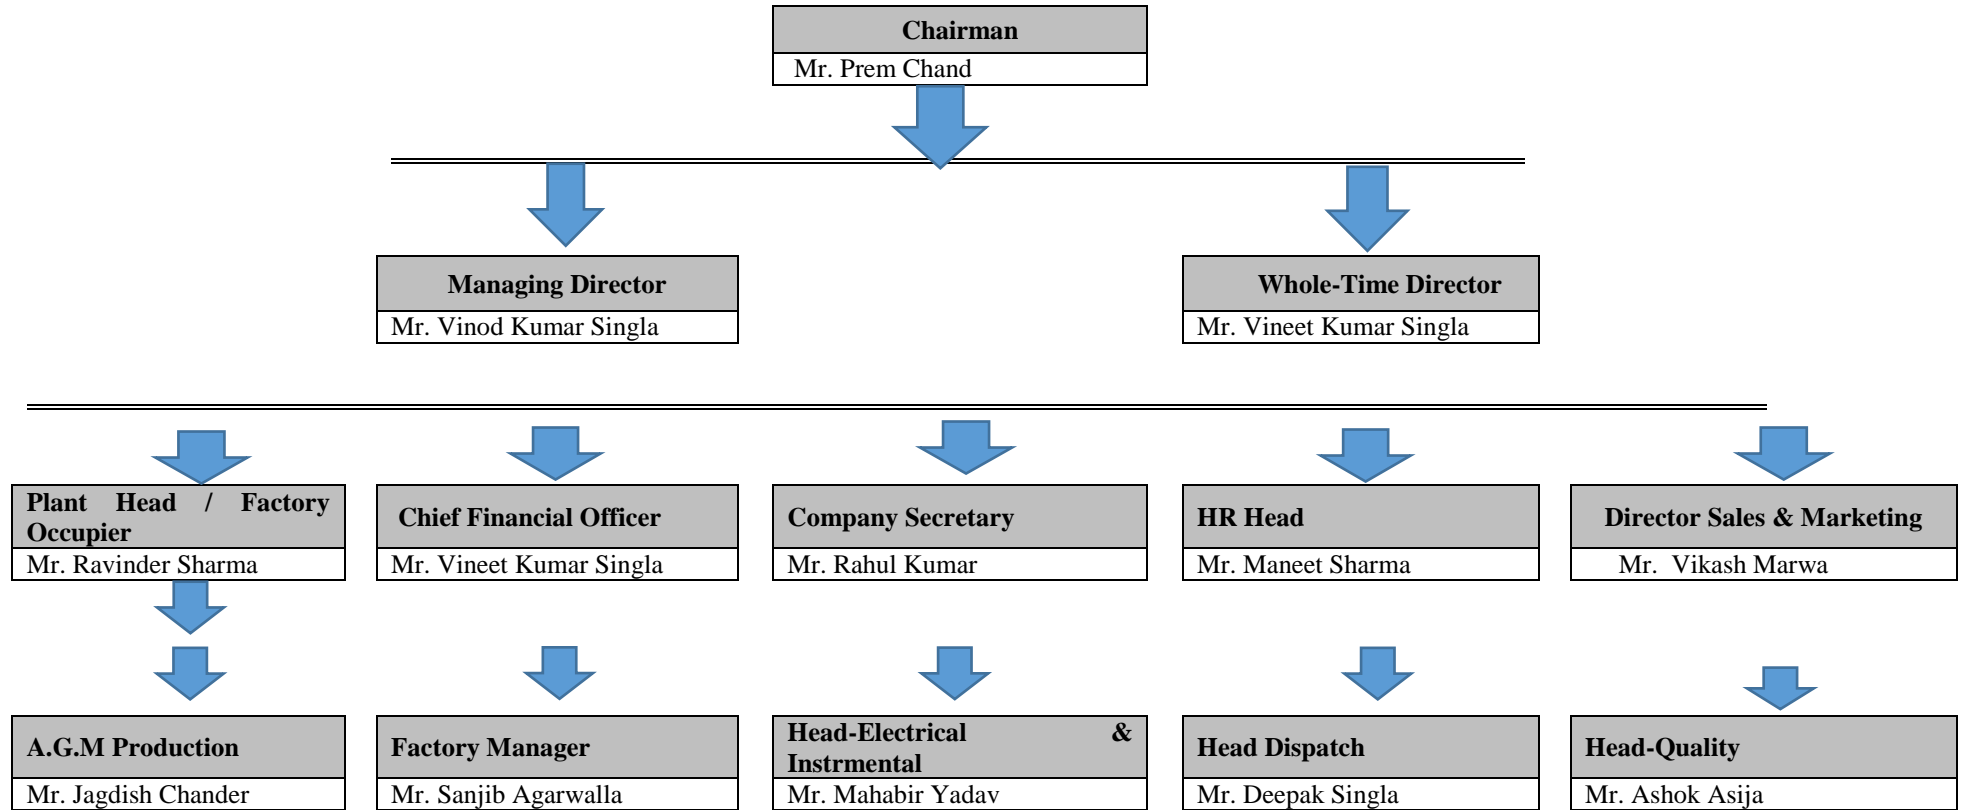 Chairman
Mr. Prem Chand
Managing Director
Mr. Vinod Kumar Singla
Whole-Time Director
Mr. Vineet Kumar Singla
Plant Head / Factory
Occupier
Mr. Ravinder Sharma
Chief Financial Officer
Mr. Vineet Kumar Singla
Company Secretary
Mr. Rahul Kumar
HR Head
Mr. Maneet Sharma
Director Sales & Marketing
Mr. Vikash Marwa
A.G.M Production
Mr. Jagdish Chander
Factory Manager
Mr. Sanjib Agarwalla
Head-Electrical &
Instrmental
Mr. Mahabir Yadav
Head Dispatch
Mr. Deepak Singla
Head-Quality
Mr. Ashok Asija